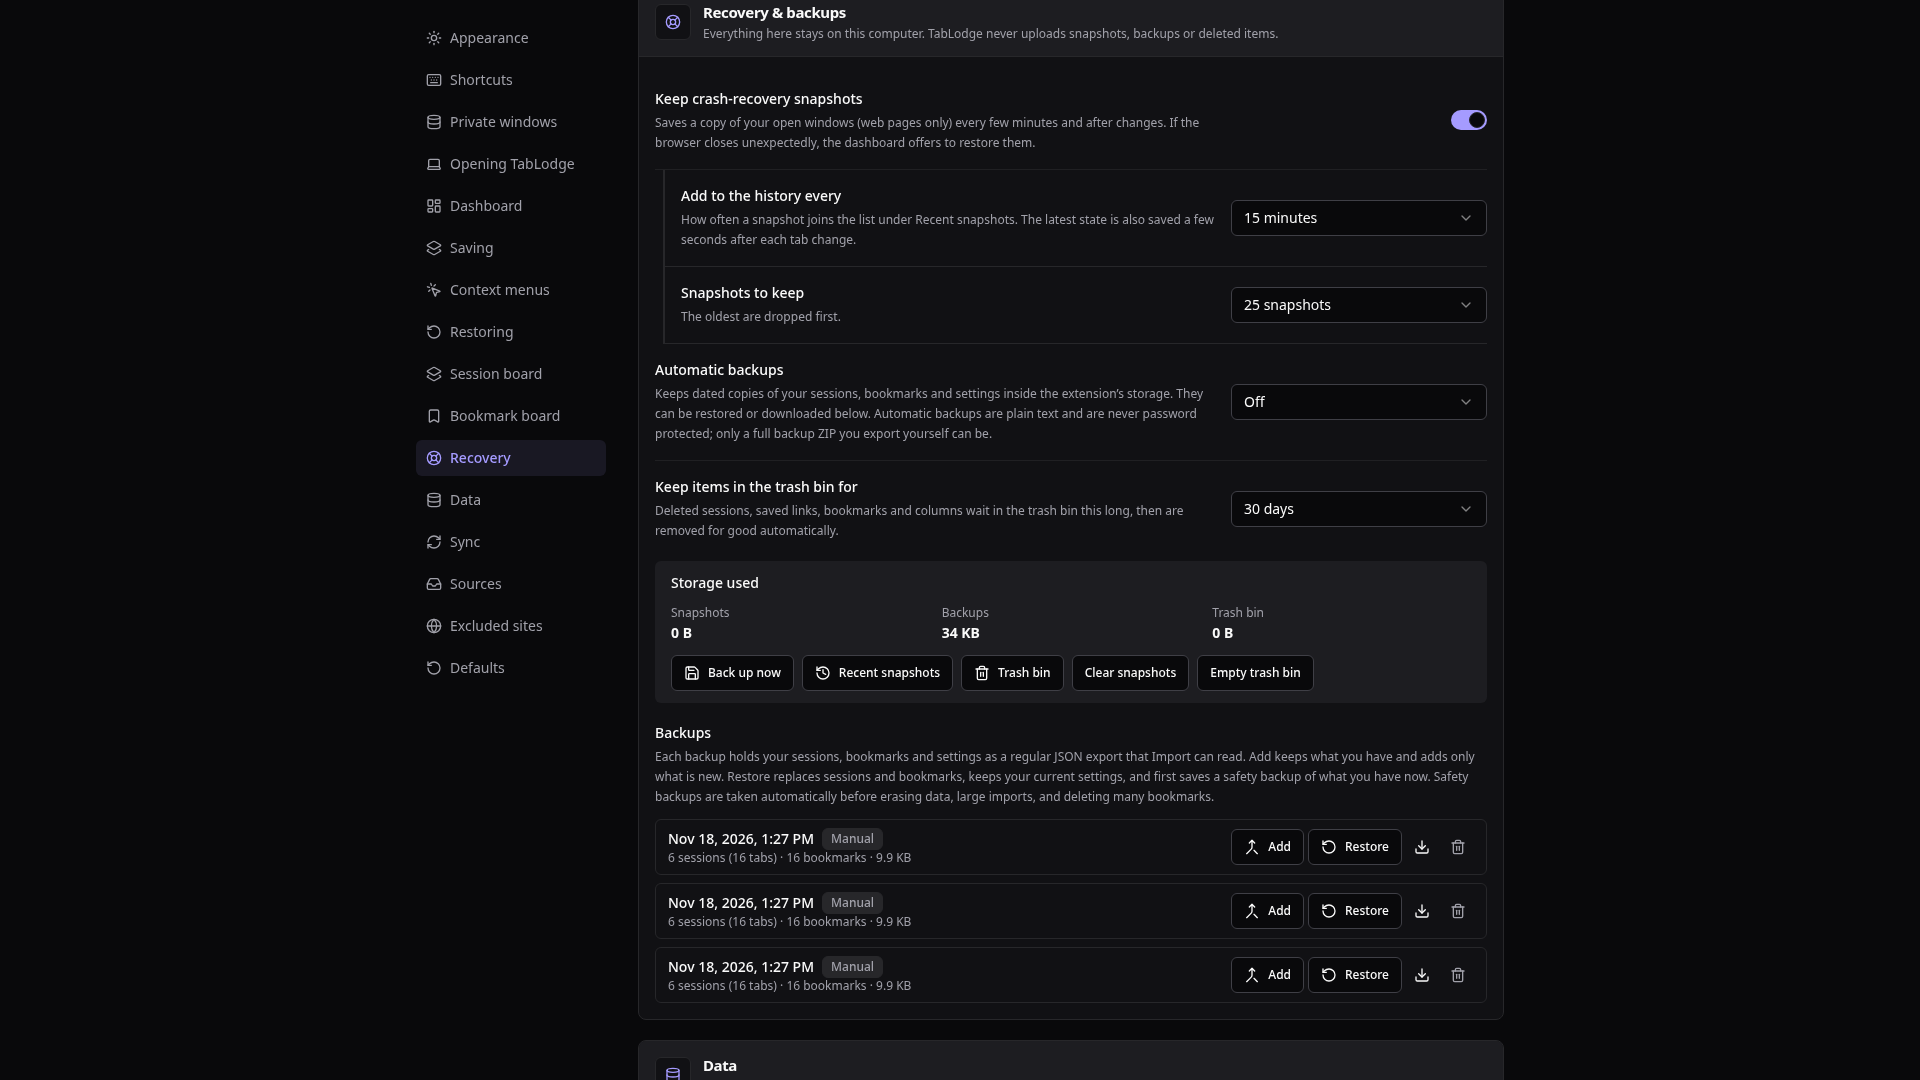 Appearance
Shortcuts
Private windows
Opening TabLodge
Dashboard
Saving
Context menus
Restoring
Session board
Bookmark board
Recovery
Data
Sync
Sources
Excluded sites
Defaults
Recovery & backups
Everything here stays on this computer. TabLodge never uploads snapshots, backups or deleted items.
Keep crash-recovery snapshots
Saves a copy of your open windows (web pages only) every few minutes and after changes. If the
browser closes unexpectedly, the dashboard offers to restore them.
Add to the history every
How often a snapshot joins the list under Recent snapshots. The latest state is also saved a few
seconds after each tab change.
15 minutes
Snapshots to keep
The oldest are dropped first.
25 snapshots
Automatic backups
Keeps dated copies of your sessions, bookmarks and settings inside the extension’s storage. They
can be restored or downloaded below. Automatic backups are plain text and are never password
protected; only a full backup ZIP you export yourself can be.
Off
Keep items in the trash bin for
Deleted sessions, saved links, bookmarks and columns wait in the trash bin this long, then are
removed for good automatically.
30 days
Storage used
Snapshots
0 B
Backups
34 KB
Trash bin
0 B
Back up now
Recent snapshots
Trash bin
Clear snapshots
Empty trash bin
Backups
Each backup holds your sessions, bookmarks and settings as a regular JSON export that Import can read. Add keeps what you have and adds only
what is new. Restore replaces sessions and bookmarks, keeps your current settings, and first saves a safety backup of what you have now. Safety
backups are taken automatically before erasing data, large imports, and deleting many bookmarks.
Nov 18, 2026, 1:27 PM Manual
6 sessions (16 tabs) · 16 bookmarks · 9.9 KB
Add
Restore
Nov 18, 2026, 1:27 PM Manual
6 sessions (16 tabs) · 16 bookmarks · 9.9 KB
Add
Restore
Nov 18, 2026, 1:27 PM Manual
6 sessions (16 tabs) · 16 bookmarks · 9.9 KB
Add
Restore
Data